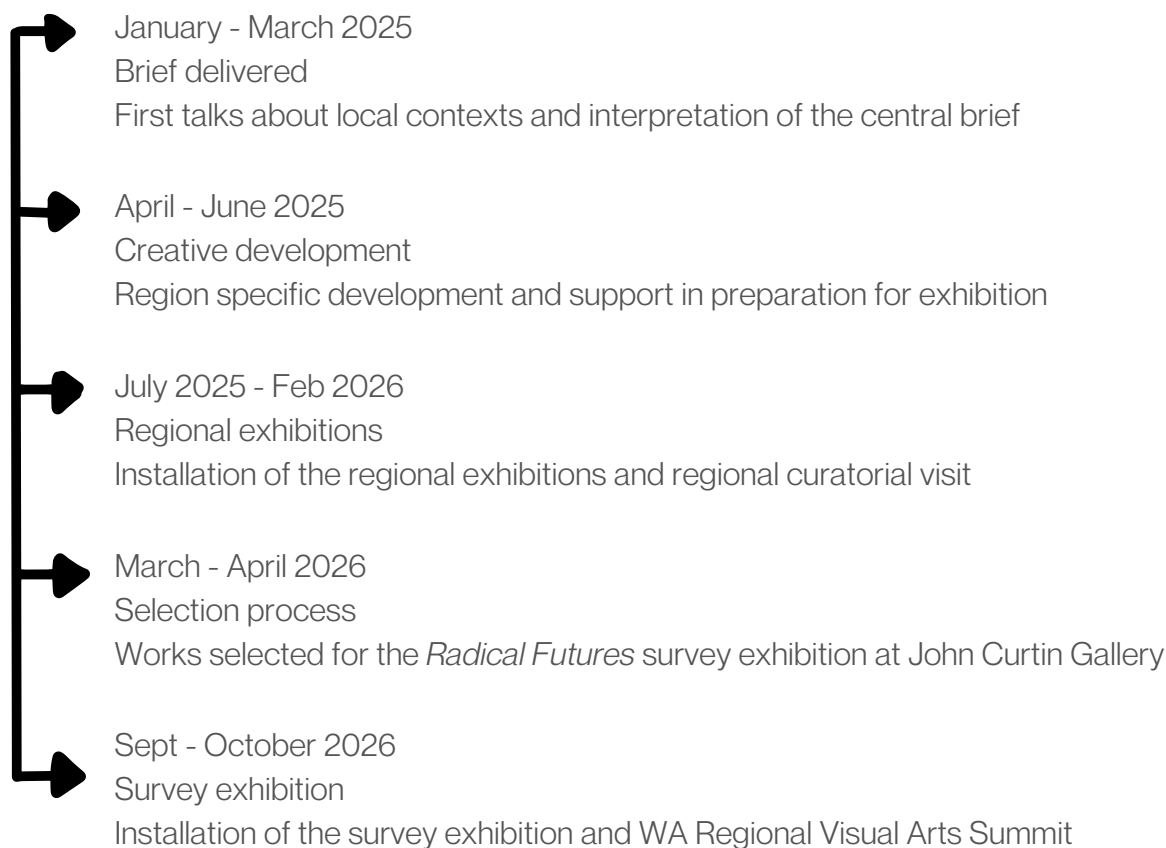 January - March 2025
Brief delivered
First talks about local contexts and interpretation of the central brief
April - June 2025
Creative development
Region specific development and support in preparation for exhibition
July 2025 - Feb 2026
Regional exhibitions
Installation of the regional exhibitions and regional curatorial visit
March - April 2026
Selection process
Works selected for the Radical Futures survey exhibition at John Curtin Gallery
Sept - October 2026
Survey exhibition
Installation of the survey exhibition and WA Regional Visual Arts Summit